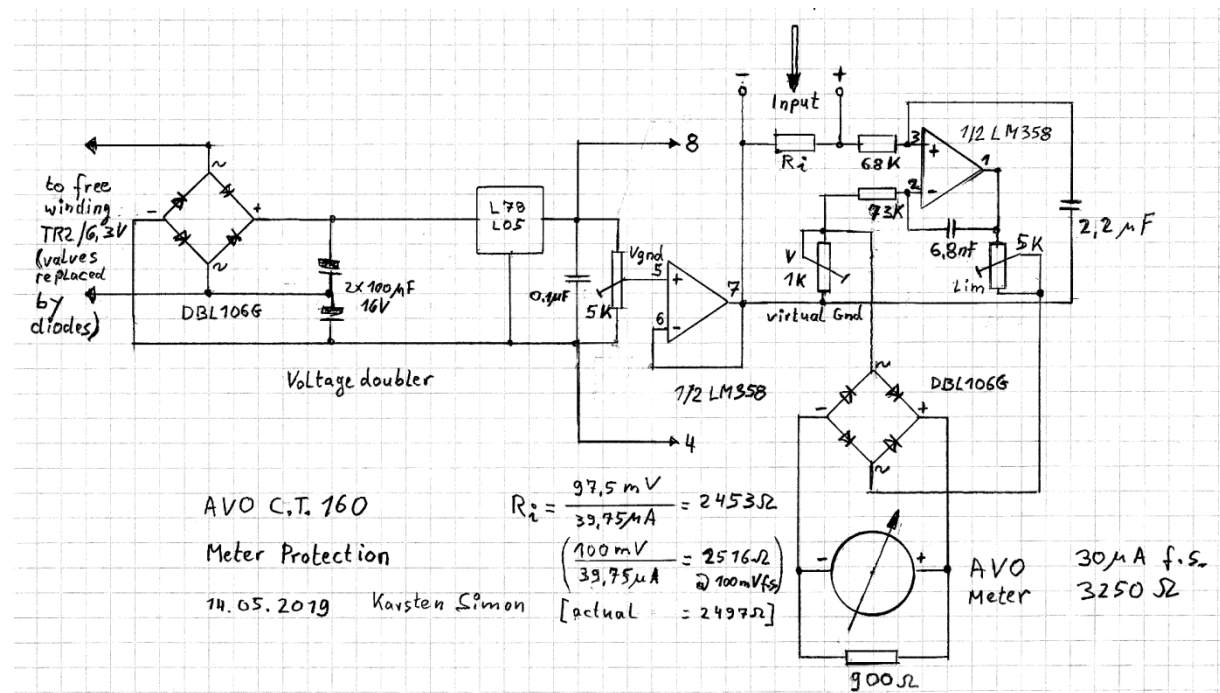 to free
winding
TR2/6,3V
(valves
replaced
by
diodes)
~
-
+
~
DBL106G
2x100µF
16V
Voltage doubler
L78
L05
0,1µF
5K
Vgnd
8
4
5
+
6
-
7
1/2 LM358
-
+
Input
Ri
68K
3
+
2
-
1
1/2 LM358
73K
6,8nf
2,2µF
V
1K
5K
Lim
virtual Gnd
~
-
+
~
DBL106G
-
+
AVO
Meter
30µA f.s.
3250Ω
900Ω
AVO C.T. 160
Meter Protection
14.05.2019 Karsten Simon
Ri = 97,5mV / 39,75µA = 2453Ω
(100mV / 39,75µA = 2516Ω @ 100mVf.s.)
[actual = 2497Ω]